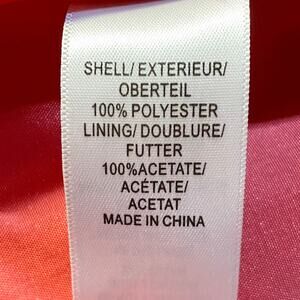 SHELL/ EXTERIEUR/
OBERTEIL
100% POLYESTER
LINING/ DOUBLURE/
FUTTER
100%ACETATE/
ACÉTATE/
ACETAT
MADE IN CHINA